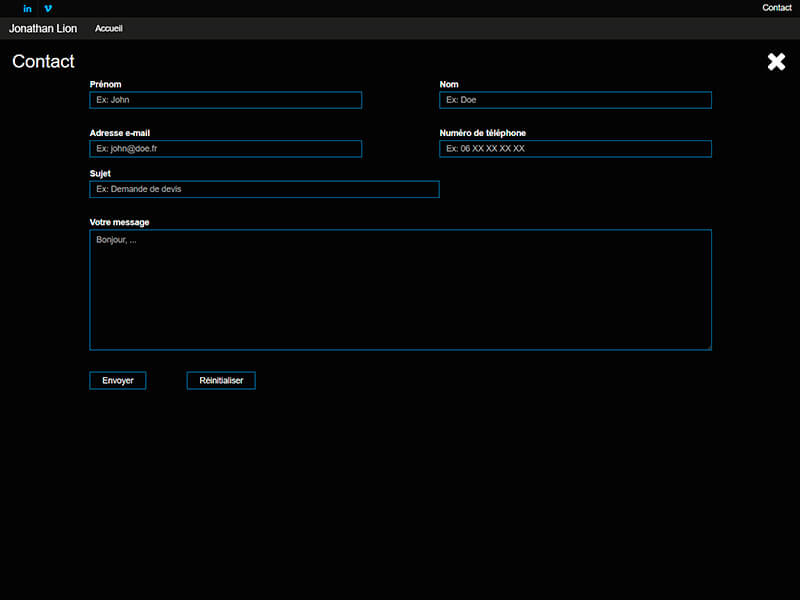 in Contact
Jonathan Lion Accueil
Contact
Prénom Nom
Ex: John Ex: Doe
Adresse e-mail Numéro de téléphone
Ex: john@doe.fr Ex: 06 XX XX XX XX
Sujet
Ex: Demande de devis
Votre message
Bonjour, ...
Envoyer Réinitialiser